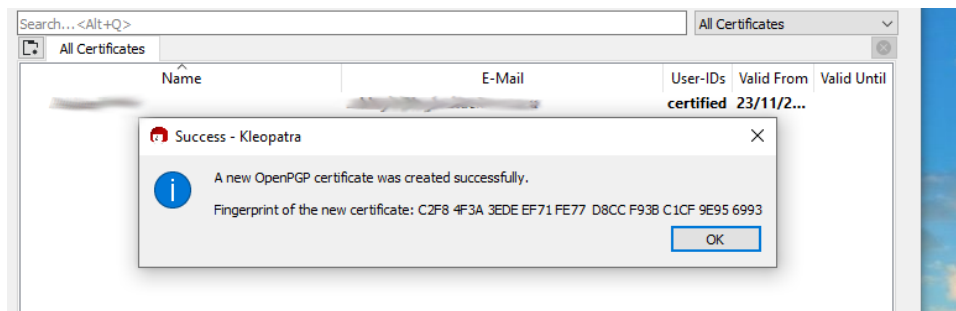 Search...<Alt+Q>
All Certificates
All Certificates
Name E-Mail User-IDs Valid From Valid Until
certified 23/11/2...
Success - Kleopatra
A new OpenPGP certificate was created successfully.
Fingerprint of the new certificate: C2F8 4F3A 3EDE EF71 FE77  D8CC F93B C1CF 9E95 6993
OK